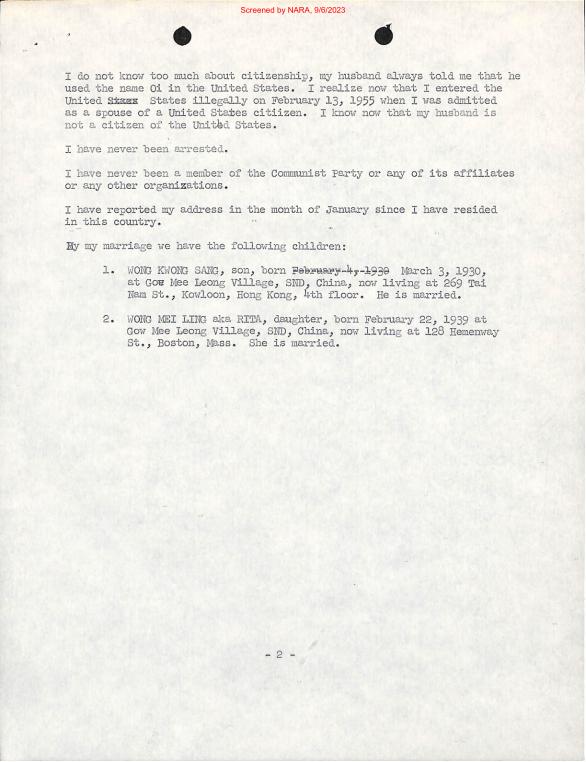 Screened by NARA, 9/6/2023
I do not know too much about citizenship, my husband always told me that he
used the name Oi in the United States.  I realize now that I entered the
United States illegally on February 13, 1955 when I was admitted
as a spouse of a United States citiizen.  I know now that my husband is
not a citizen of the United States.
I have never been arrested.
I have never been a member of the Communist Party or any of its affiliates
or any other organizations.
I have reported my address in the month of January since I have resided
in this country.
By my marriage we have the following children:
1.  WONG KWONG SANG, son, born February 4, 1930  March 3, 1930,
at Gow Mee Leong Village, SND, China, now living at 269 Tai
Nam St., Kowloon, Hong Kong, 4th floor.  He is married.
2.  WONG MEI LING aka RITA, daughter, born February 22, 1939 at
Gow Mee Leong Village, SND, China, now living at 128 Hemenway
St., Boston, Mass.  She is married.
- 2 -